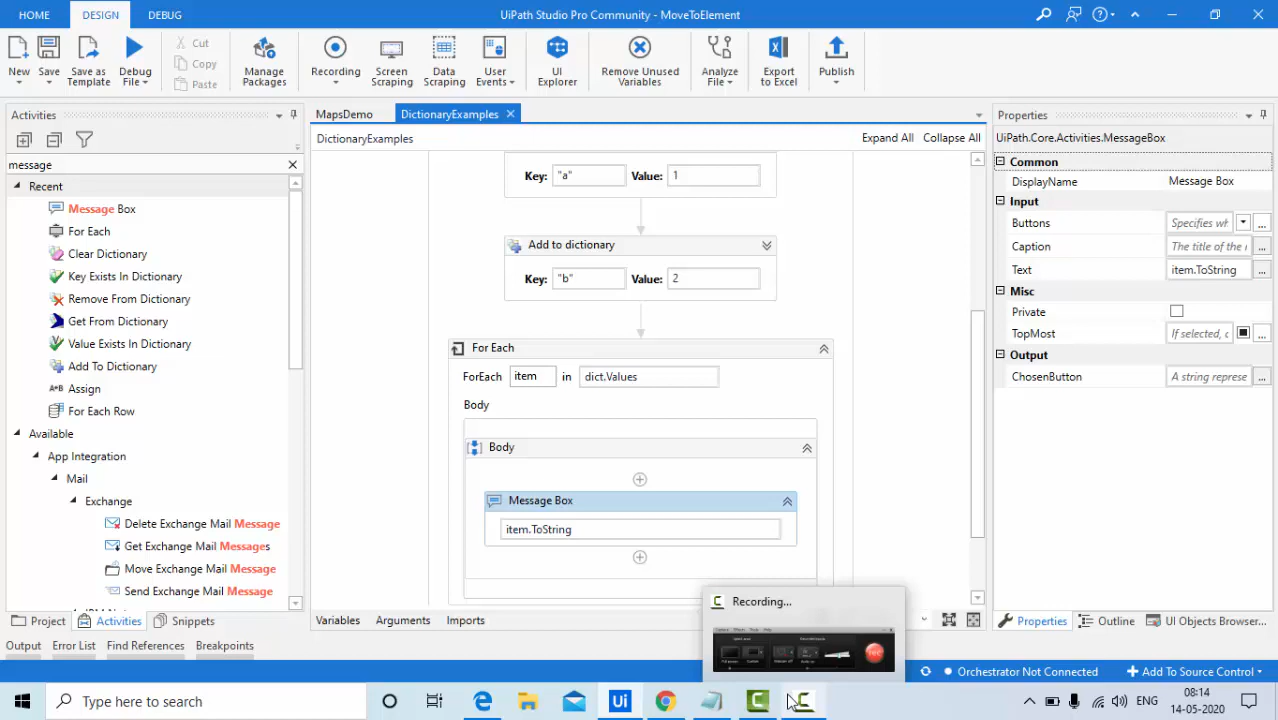 HOME DESIGN DEBUG UiPath Studio Pro Community - MoveToElement
New
Save
Save as Template
Debug File
Cut
Copy
Paste
Manage Packages
Recording
Screen Scraping
Data Scraping
User Events
UI Explorer
Remove Unused Variables
Analyze File
Export to Excel
Publish
Activities
message
Recent
Message Box
For Each
Clear Dictionary
Key Exists In Dictionary
Remove From Dictionary
Get From Dictionary
Value Exists In Dictionary
Add To Dictionary
A*B Assign
For Each Row
Available
App Integration
Mail
Exchange
Delete Exchange Mail Message
Get Exchange Mail Messages
Move Exchange Mail Message
Send Exchange Mail Message
Project Activities Snippets
MapsDemo DictionaryExamples
DictionaryExamples Expand All Collapse All
Key: "a" Value: 1
Add to dictionary
Key: "b" Value: 2
For Each
ForEach item in dict.Values
Body
Body
Message Box
item.ToString
Recording...
Variables Arguments Imports
Properties
UiPath.Core.Activities.MessageBox
Common
DisplayName Message Box
Input
Buttons Specifies wh ...
Caption The title of the ...
Text item.ToString ...
Misc
Private
TopMost If selected, ...
Output
ChosenButton A string represe ...
Properties Outline UI Objects Browser...
Output Error List Find References Breakpoints
Orchestrator Not Connected Add to Source Control
Type here to search
Ui
ENG
08:14
14-05-2020